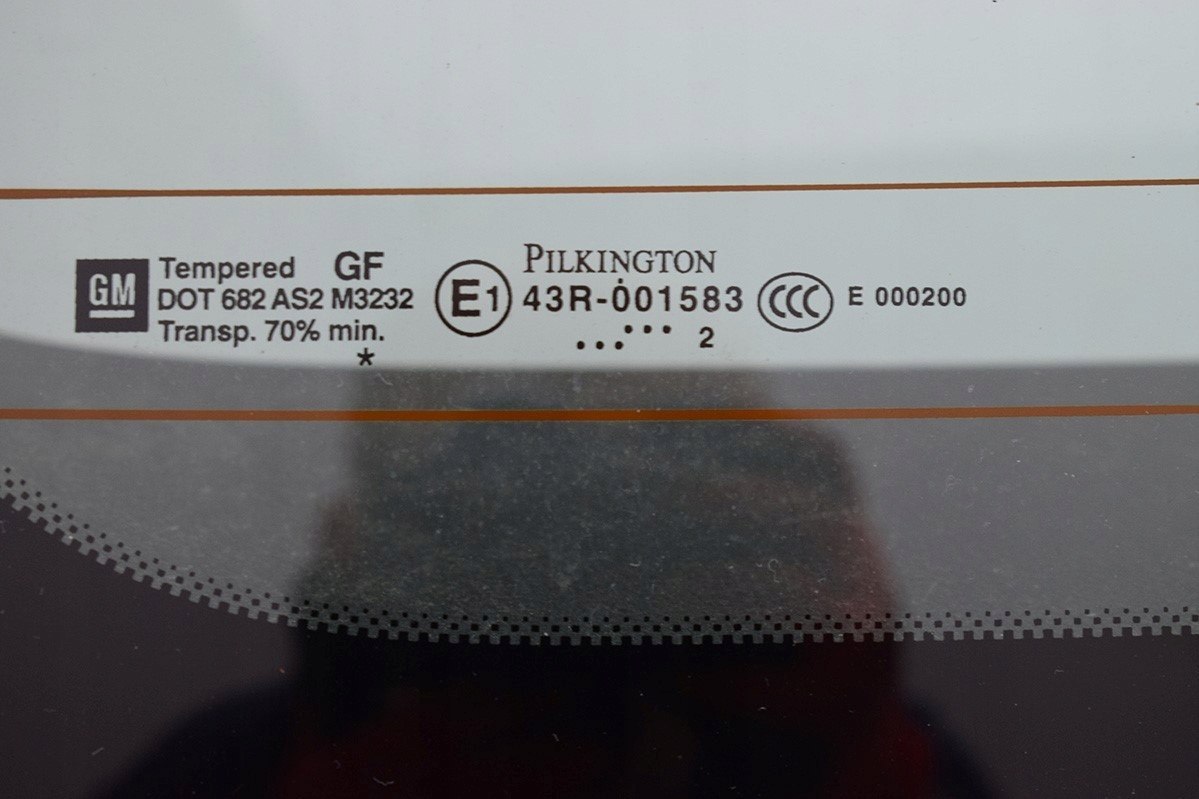 GM
Tempered GF
DOT 682 AS2 M3232
Transp. 70% min.
*
E1
PILKINGTON
43R-001583
... ... 2
CCC
E 000200